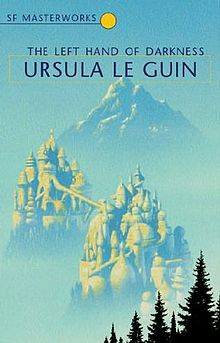 SF MASTERWORKS
THE LEFT HAND OF DARKNESS
URSULA LE GUIN